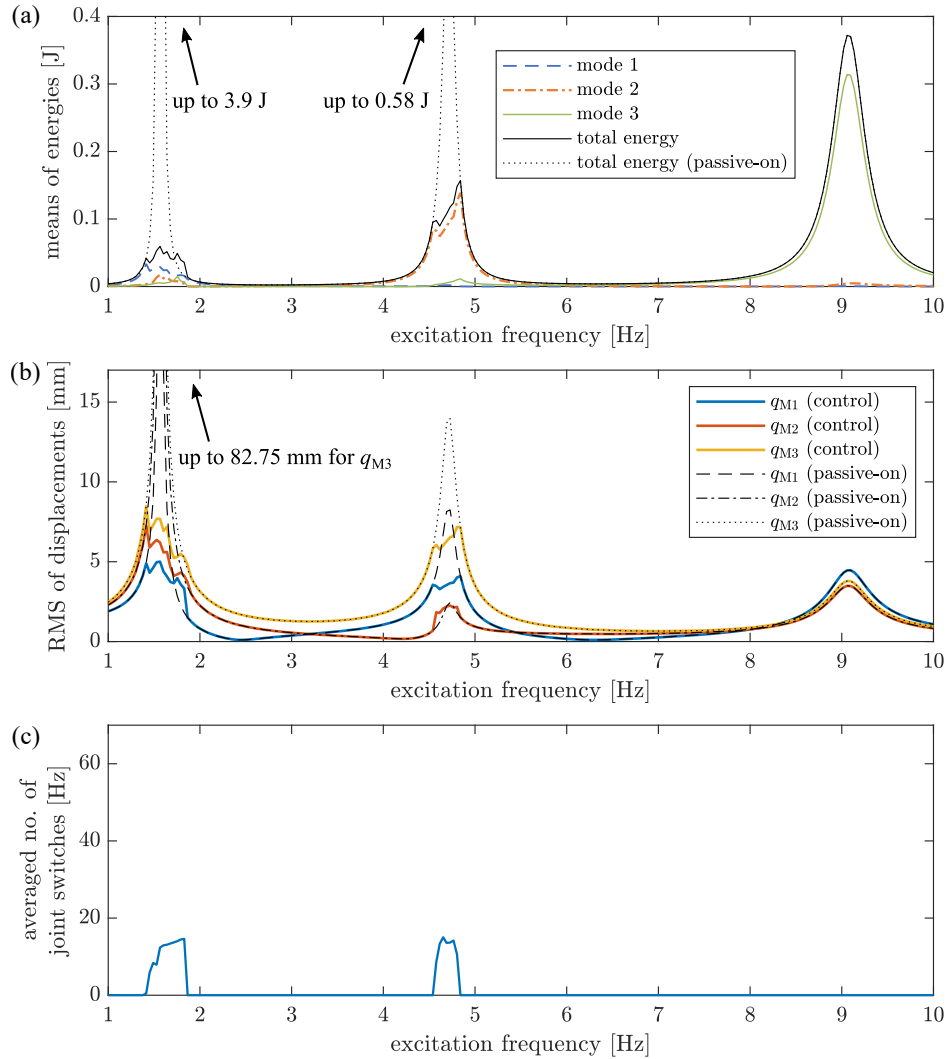 (a)
0.4
0.3
0.2
0.1
0
means of energies [J]
up to 3.9 J
up to 0.58 J
mode 1
mode 2
mode 3
total energy
total energy (passive-on)
1 2 3 4 5 6 7 8 9 10
excitation frequency [Hz]
(b)
15
10
5
0
RMS of displacements [mm]
up to 82.75 mm for qM3
qM1 (control)
qM2 (control)
qM3 (control)
qM1 (passive-on)
qM2 (passive-on)
qM3 (passive-on)
1 2 3 4 5 6 7 8 9 10
excitation frequency [Hz]
(c)
60
40
20
0
averaged no. of
joint switches [Hz]
1 2 3 4 5 6 7 8 9 10
excitation frequency [Hz]